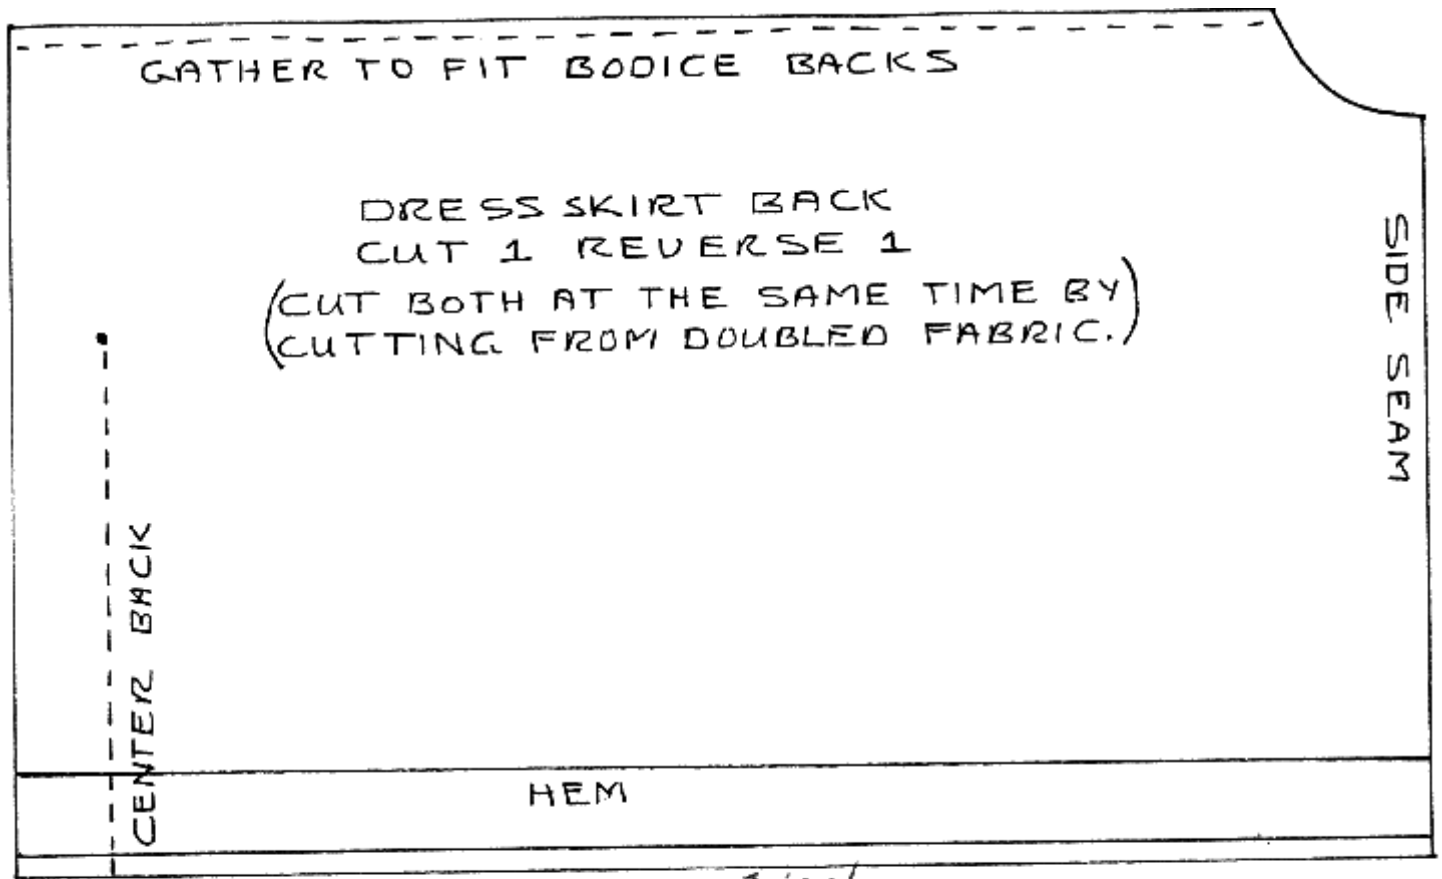 GATHER TO FIT BODICE BACKS
DRESS SKIRT BACK
CUT 1 REVERSE 1
(CUT BOTH AT THE SAME TIME BY
CUTTING FROM DOUBLED FABRIC.)
SIDE SEAM
CENTER BACK
HEM